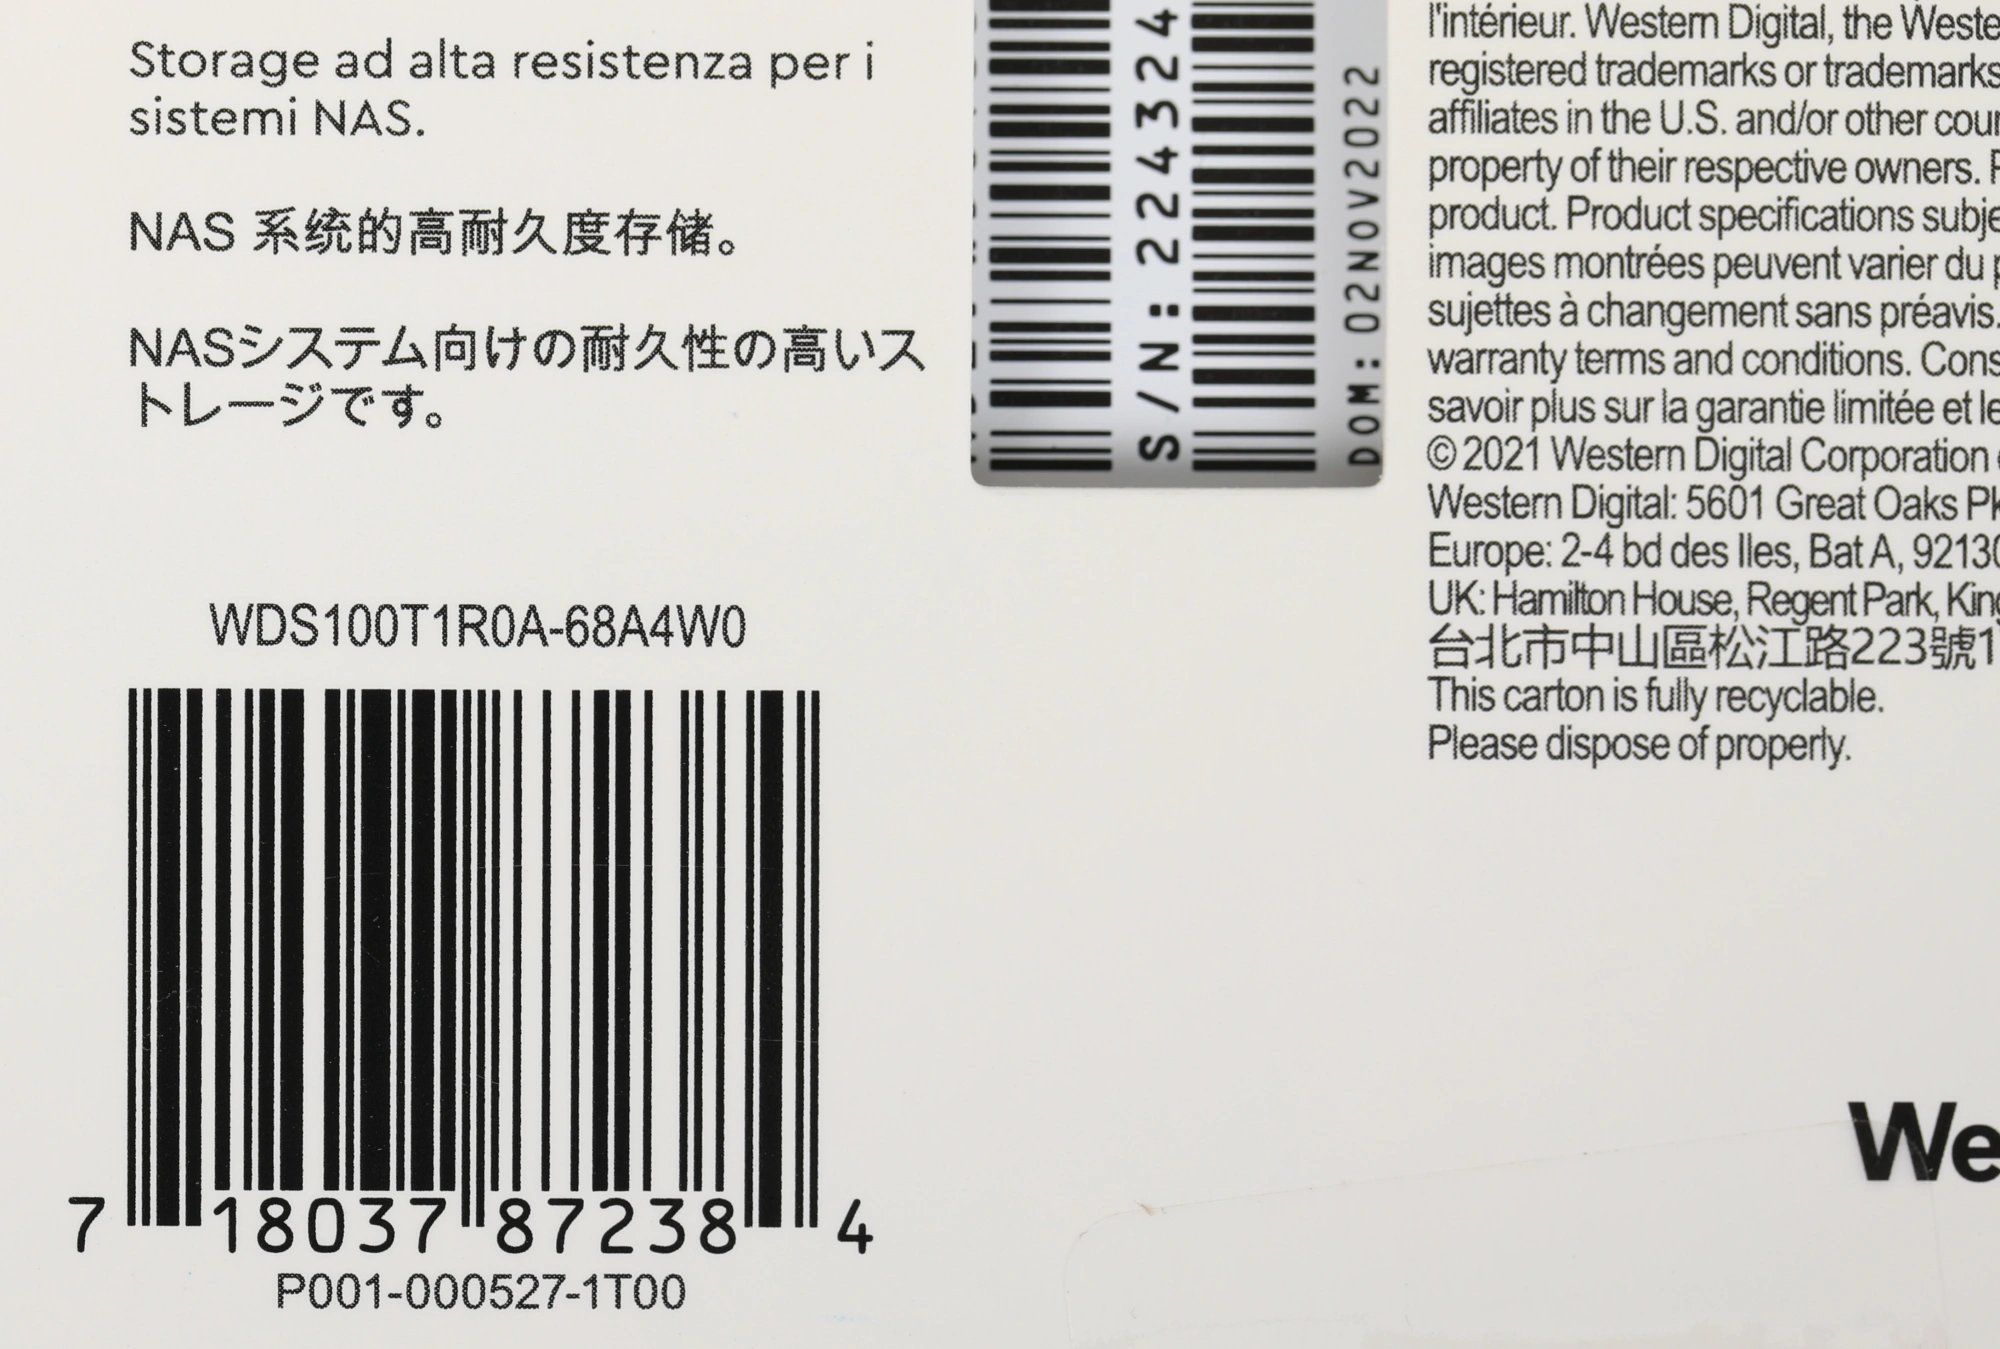 Storage ad alta resistenza per i
sistemi NAS.
NAS 系统的高耐久度存储。
NASシステム向けの耐久性の高いス
トレージです。
WDS100T1R0A-68A4W0
7 18037 87238 4
P001-000527-1T00
S/N: 224324
DOM: 02NOV2022
l'intérieur. Western Digital, the Weste
registered trademarks or trademarks
affiliates in the U.S. and/or other cour
property of their respective owners. P
product. Product specifications subje
images montrées peuvent varier du p
sujettes à changement sans préavis.
warranty terms and conditions. Cons
savoir plus sur la garantie limitée et le
© 2021 Western Digital Corporation
Western Digital: 5601 Great Oaks Pk
Europe: 2-4 bd des Iles, Bat A, 92130
UK: Hamilton House, Regent Park, King
台北市中山區松江路223號1
This carton is fully recyclable.
Please dispose of properly.
We